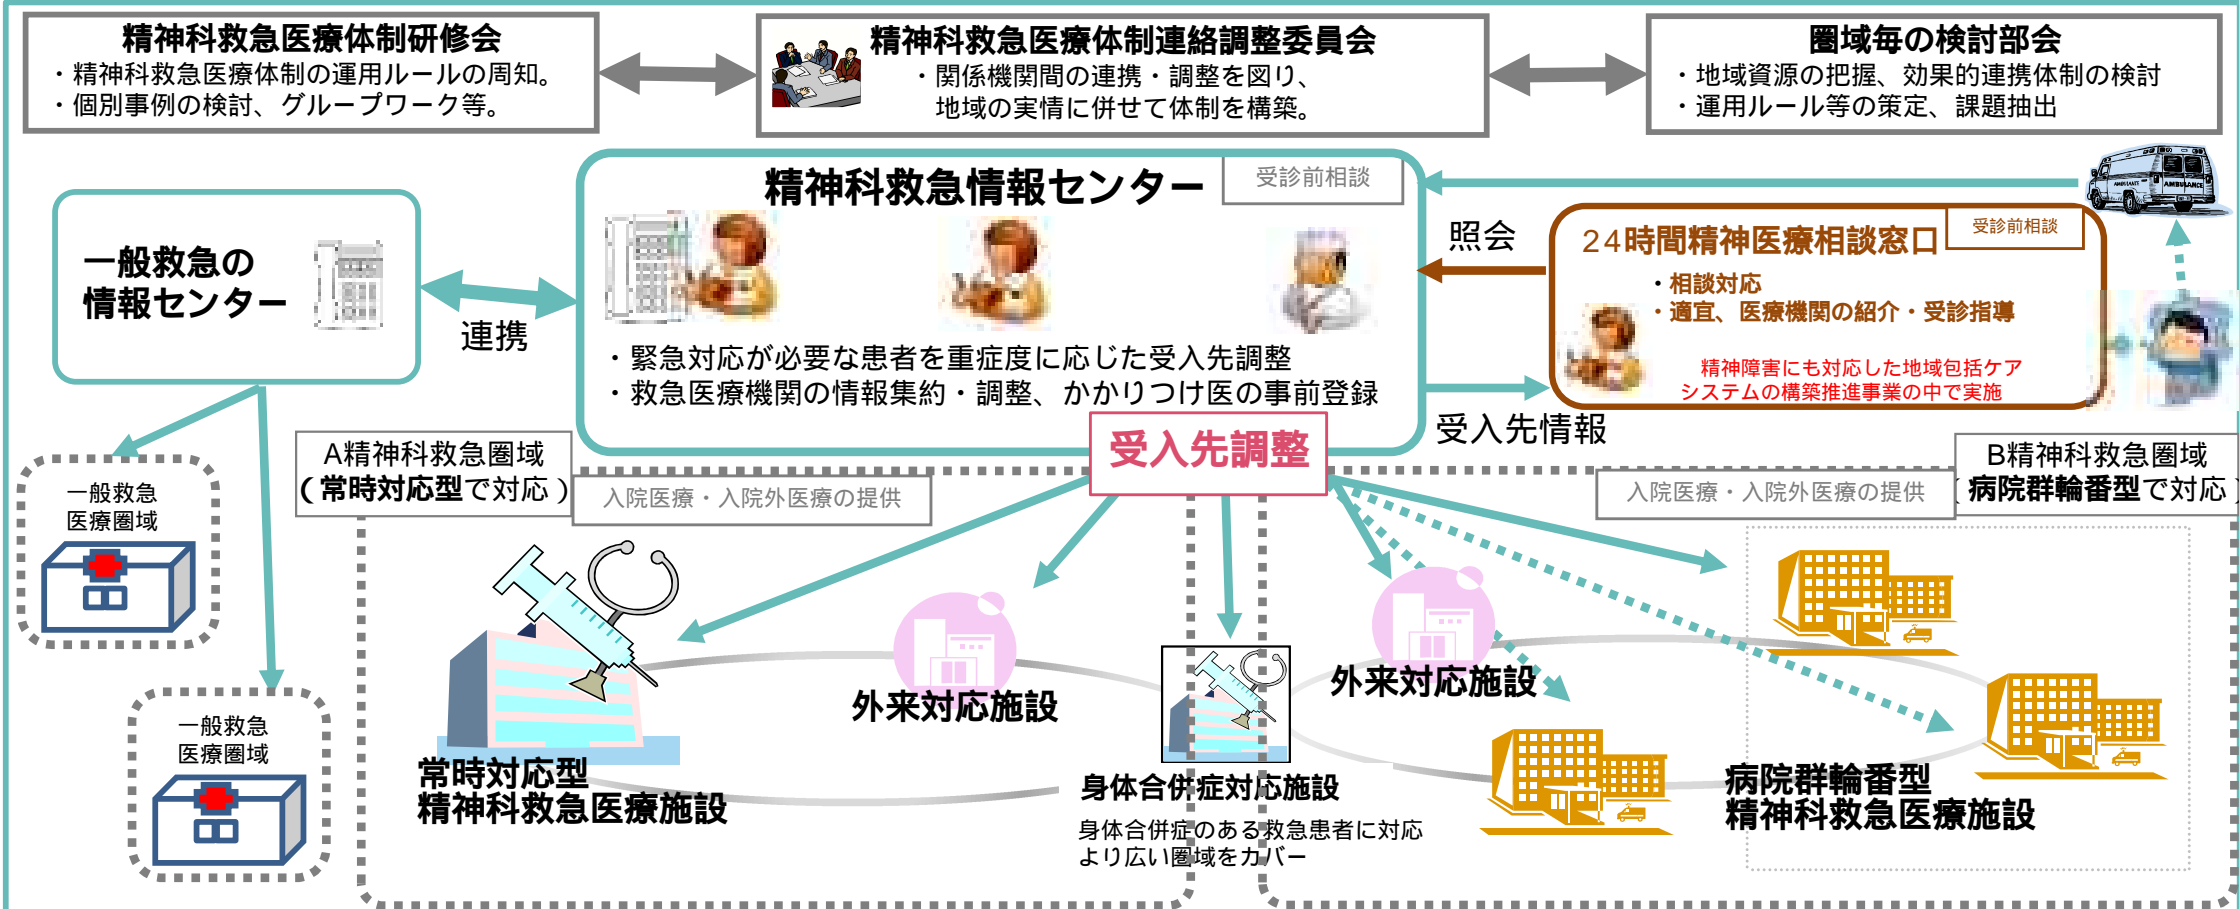 精神科救急医療体制研修会
・精神科救急医療体制の運用ルールの周知。
・個別事例の検討、グループワーク等。
精神科救急医療体制連絡調整委員会
・関係機関間の連携・調整を図り、
地域の実情に併せて体制を構築。
圏域毎の検討部会
・地域資源の把握、効果的連携体制の検討
・運用ルール等の策定、課題抽出
精神科救急情報センター
受診前相談
・緊急対応が必要な患者を重症度に応じた受入先調整
・救急医療機関の情報集約・調整、かかりつけ医の事前登録
一般救急の
情報センター
連携
照会
受入先情報
24時間精神医療相談窓口
受診前相談
・相談対応
・適宜、医療機関の紹介・受診指導
精神障害にも対応した地域包括ケア
システムの構築推進事業の中で実施
AMBULANCE
AMBULANCE
受入先調整
一般救急
医療圏域
一般救急
医療圏域
A精神科救急圏域
(常時対応型で対応)
入院医療・入院外医療の提供
入院医療・入院外医療の提供
B精神科救急圏域
(病院群輪番型で対応)
外来対応施設
外来対応施設
常時対応型
精神科救急医療施設
身体合併症対応施設
身体合併症のある救急患者に対応
より広い圏域をカバー
病院群輪番型
精神科救急医療施設